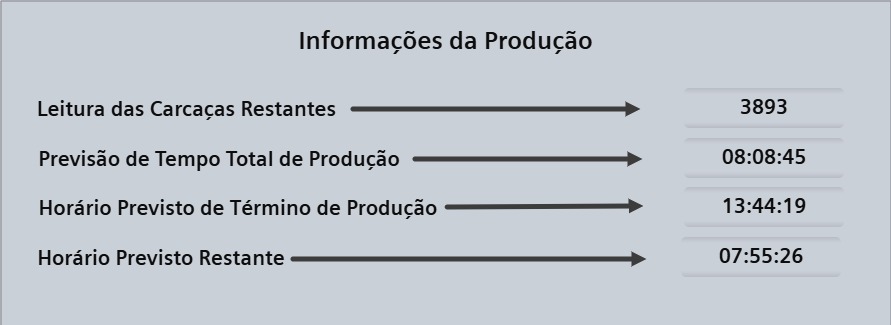 Informações da Produção
Leitura das Carcaças Restantes 3893
Previsão de Tempo Total de Produção 08:08:45
Horário Previsto de Término de Produção 13:44:19
Horário Previsto Restante 07:55:26